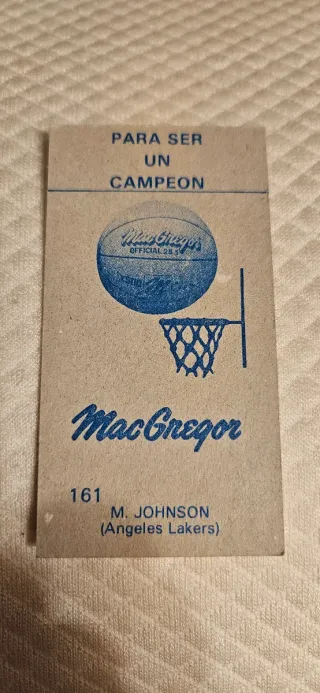 PARA SER
UN
CAMPEON
MacGregor
OFFICIAL
MacGregor
161
M. JOHNSON
(Angeles Lakers)